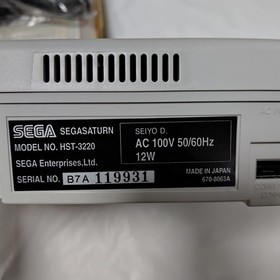 SEGA SEGASATURN
MODEL NO. HST-3220
SEGA Enterprises,Ltd.
SERIAL NO. B7A 119931
SEIYO D.
AC 100V 50/60Hz
12W
MADE IN JAPAN
670-8063A